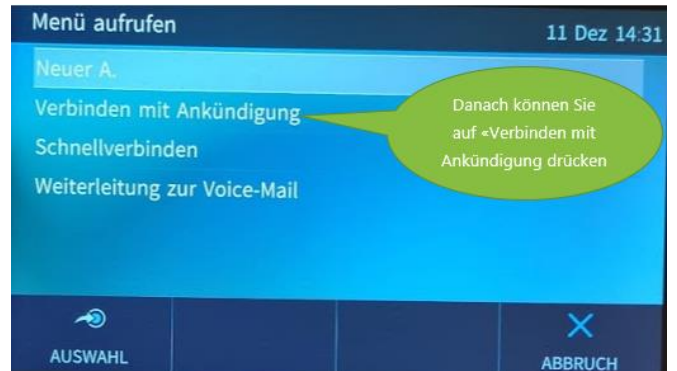 Menü aufrufen
11 Dez 14:31
Neuer A.
Verbinden mit Ankündigung
Schnellverbinden
Weiterleitung zur Voice-Mail
Danach können Sie
auf «Verbinden mit
Ankündigung drücken
AUSWAHL
ABBRUCH